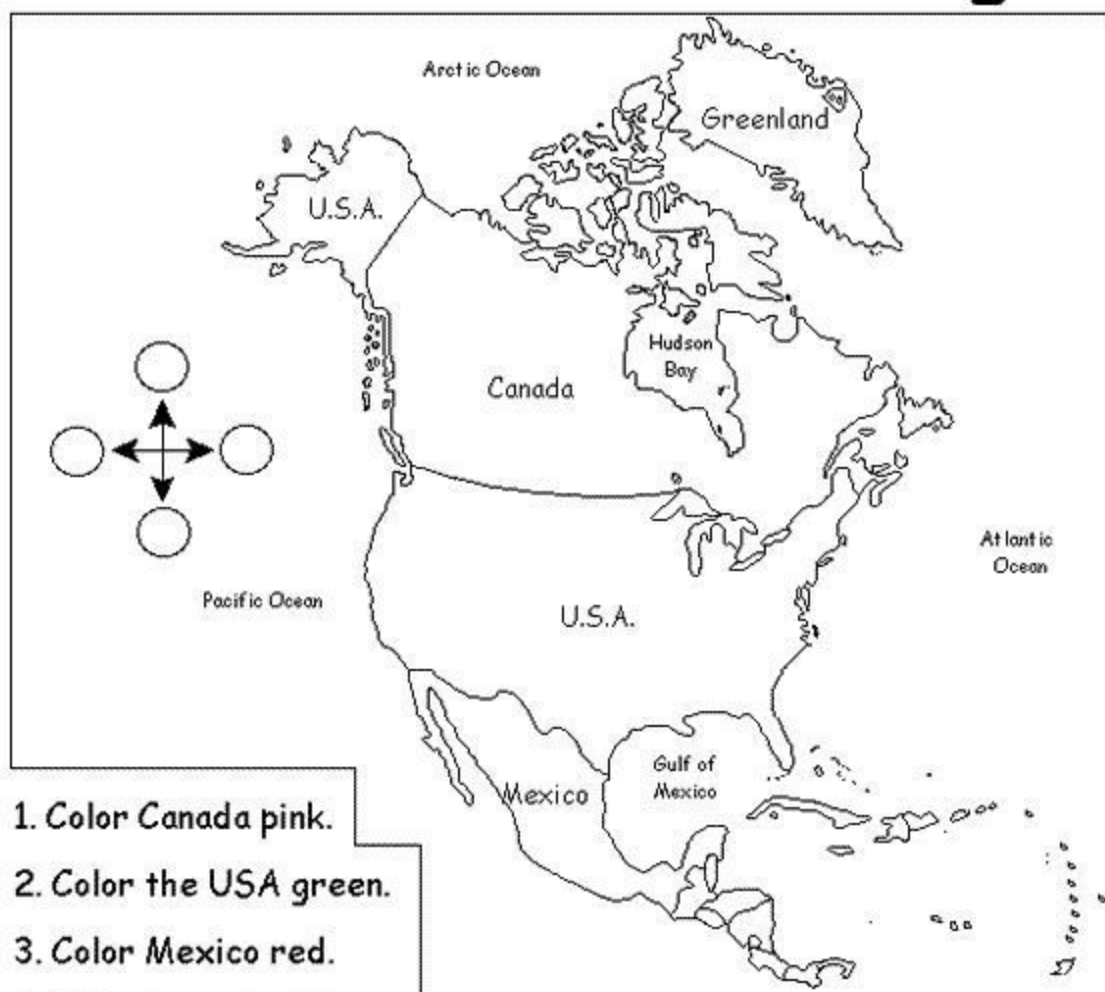 Arctic Ocean
Greenland
U.S.A.
Hudson
Bay
Canada
Atlantic
Ocean
Pacific Ocean
U.S.A.
Gulf of
Mexico
Mexico
1. Color Canada pink.
2. Color the USA green.
3. Color Mexico red.